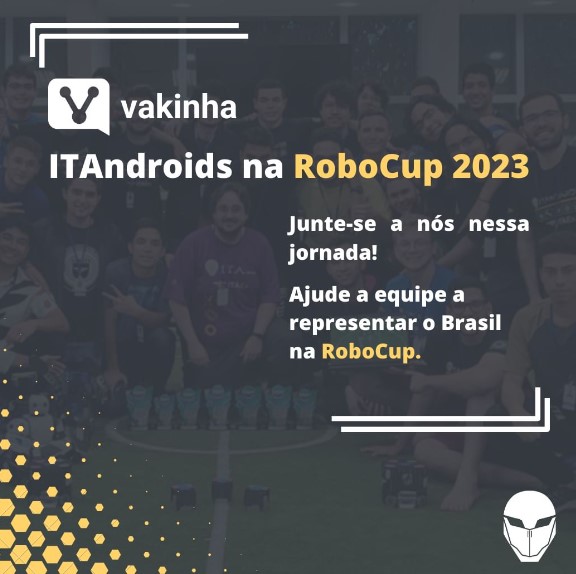 vakinha
ITAndroids na RoboCup 2023
Junte-se a nós nessa
jornada!
Ajude a equipe a
representar o Brasil
na RoboCup.